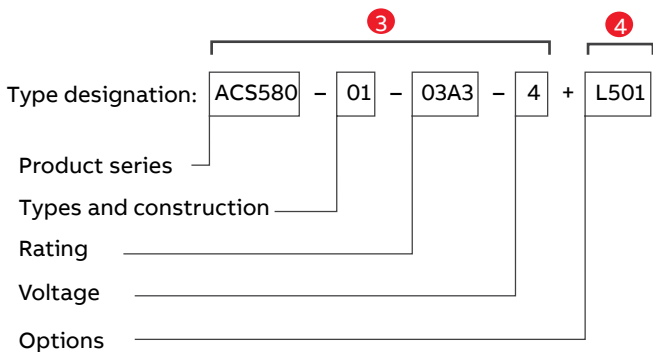 3 4
Type designation: ACS580 – 01 – 03A3 – 4 + L501
Product series
Types and construction
Rating
Voltage
Options